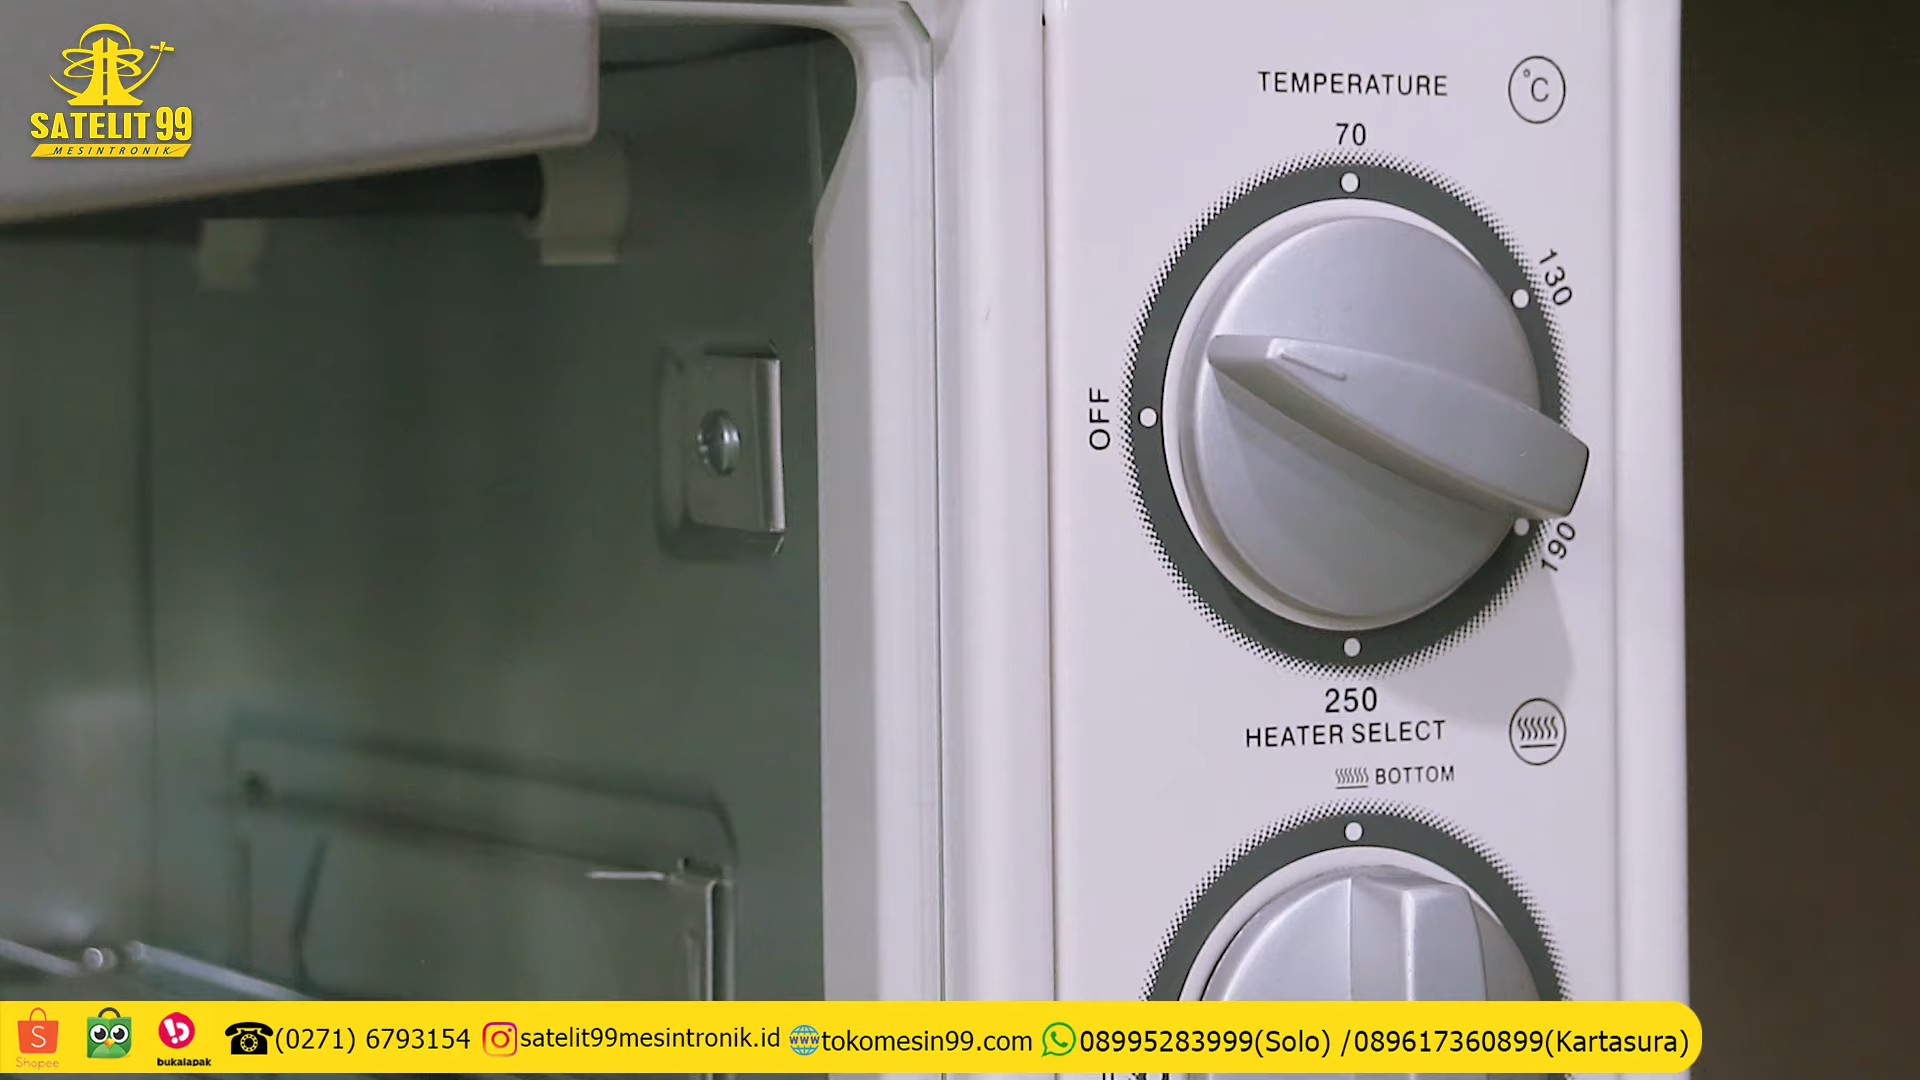 SATELIT 99
MESINTRONIK
TEMPERATURE
°C
70
130
OFF
190
250
HEATER SELECT
BOTTOM
Shopee
bukalapak
(0271) 6793154 satelit99mesintronik.id www tokomesin99.com 08995283999(Solo) /089617360899(Kartasura)